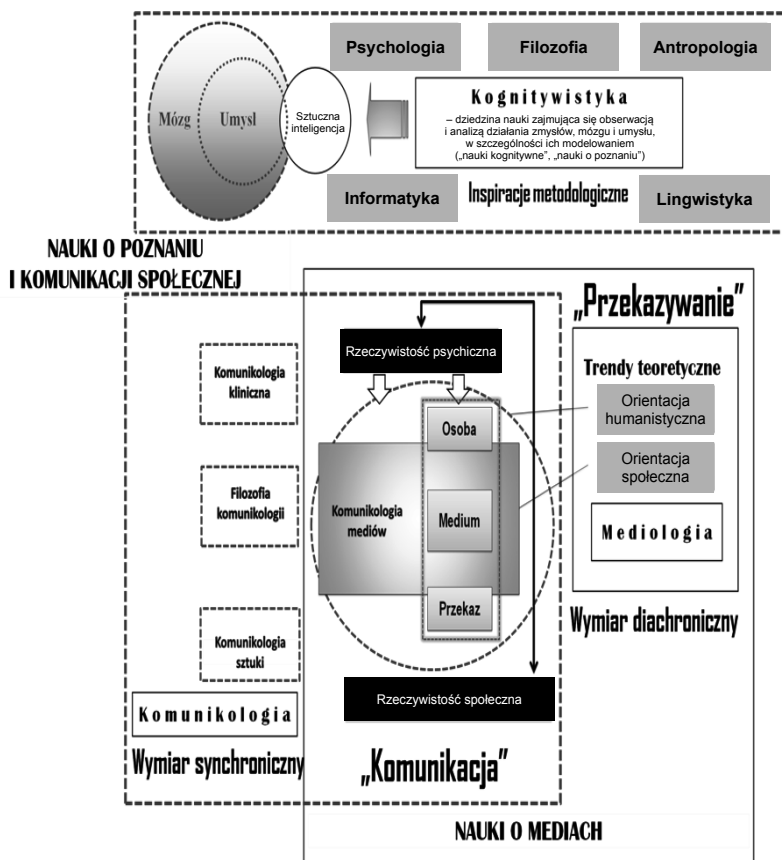 Psychologia
Filozofia
Antropologia
Mózg
Umysł
Sztuczna
inteligencja
Kognitywistyka
– dziedzina nauki zajmująca się obserwacją
i analizą działania zmysłów, mózgu i umysłu,
w szczególności ich modelowaniem
(„nauki kognitywne”, „nauki o poznaniu”)
Informatyka
Inspiracje metodologiczne
Lingwistyka
NAUKI O POZNANIU
I KOMUNIKACJI SPOŁECZNEJ
„Przekazywanie”
Rzeczywistość psychiczna
Trendy teoretyczne
Komunikologia
kliniczna
Orientacja
humanistyczna
Osoba
Orientacja
społeczna
Filozofia
komunikologii
Komunikologia
mediów
Medium
Mediologia
Przekaz
Wymiar diachroniczny
Komunikologia
sztuki
Rzeczywistość społeczna
Komunikologia
Wymiar synchroniczny
„Komunikacja”
NAUKI O MEDIACH